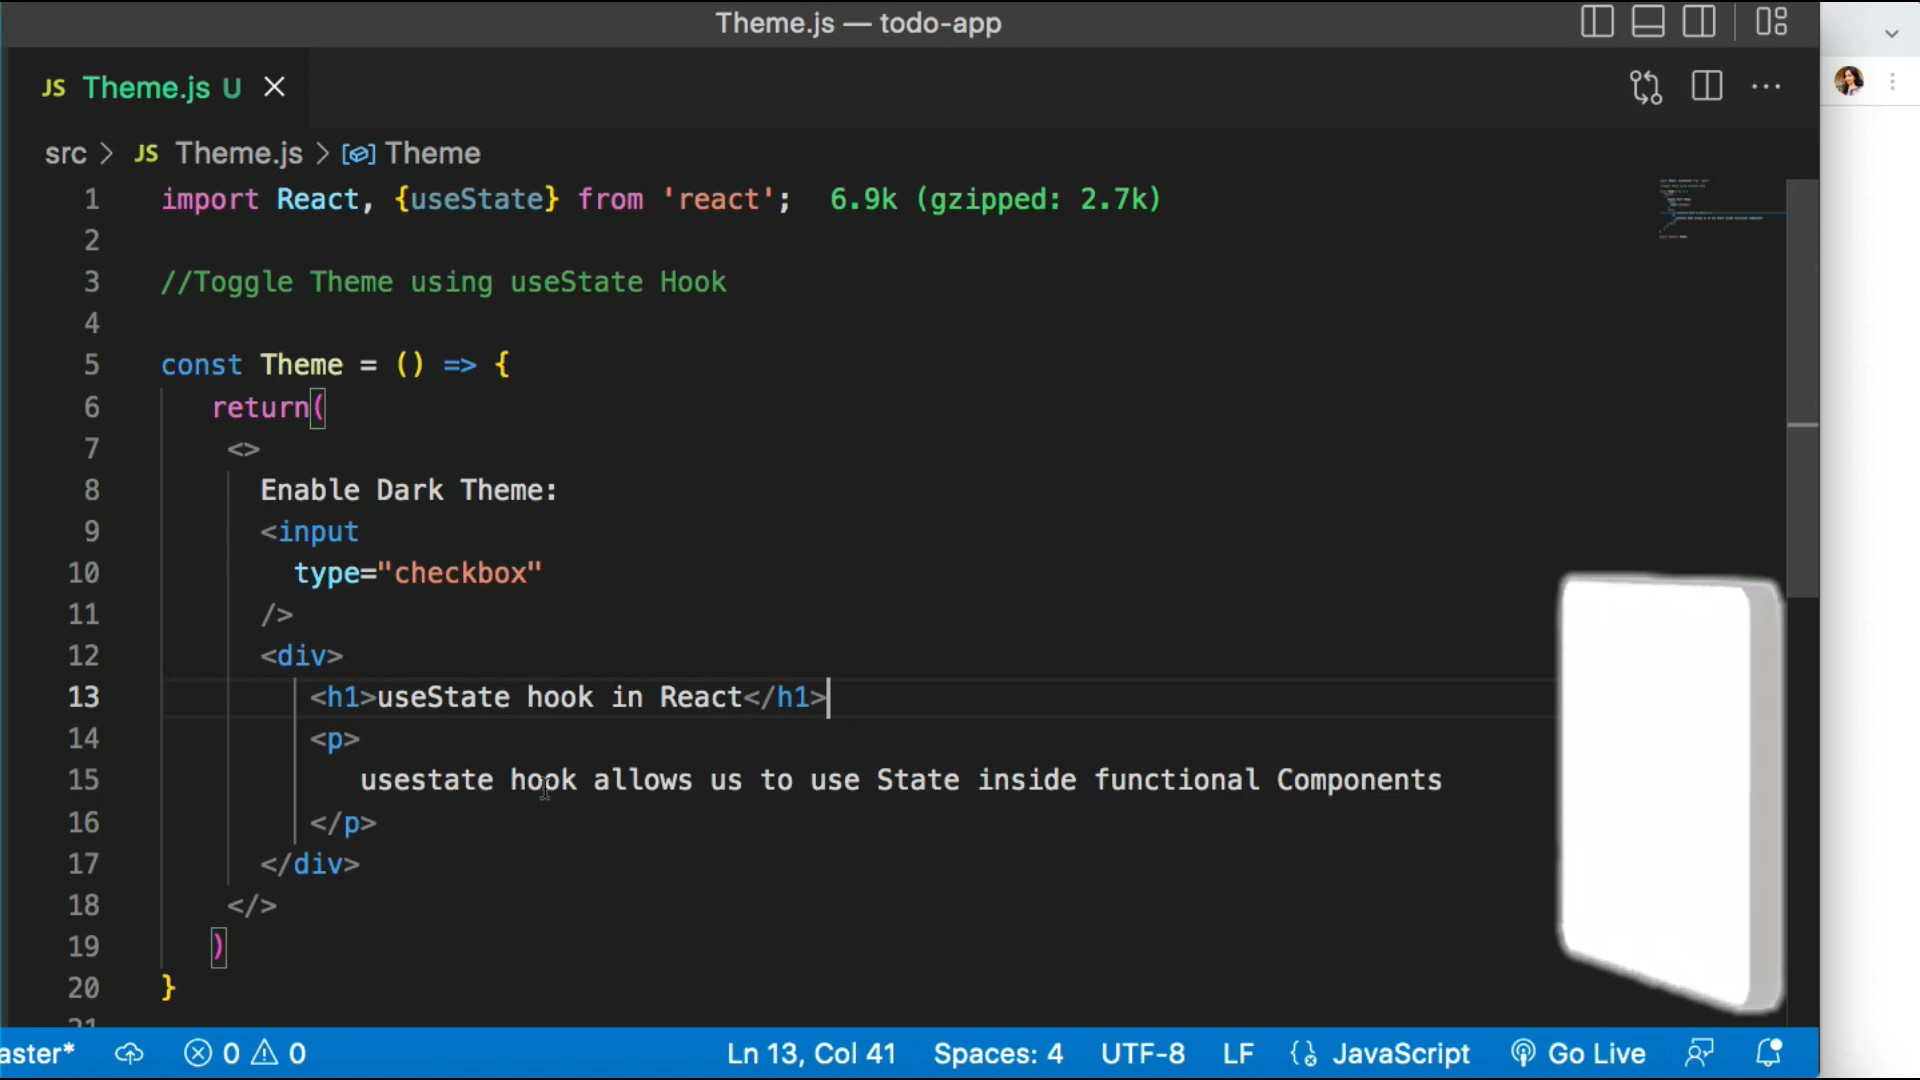 Theme.js — todo-app
JS Theme.js U
src > JS Theme.js > Theme
1 import React, {useState} from 'react'; 6.9k (gzipped: 2.7k)
2
3 //Toggle Theme using useState Hook
4
5 const Theme = () => {
6 return(
7 <>
8 Enable Dark Theme:
9 <input
10 type="checkbox"
11 />
12 <div>
13 <h1>useState hook in React</h1>
14 <p>
15 usestate hook allows us to use State inside functional Components
16 </p>
17 </div>
18 </>
19 )
20 }
21
aster* 0 0 Ln 13, Col 41 Spaces: 4 UTF-8 LF JavaScript Go Live